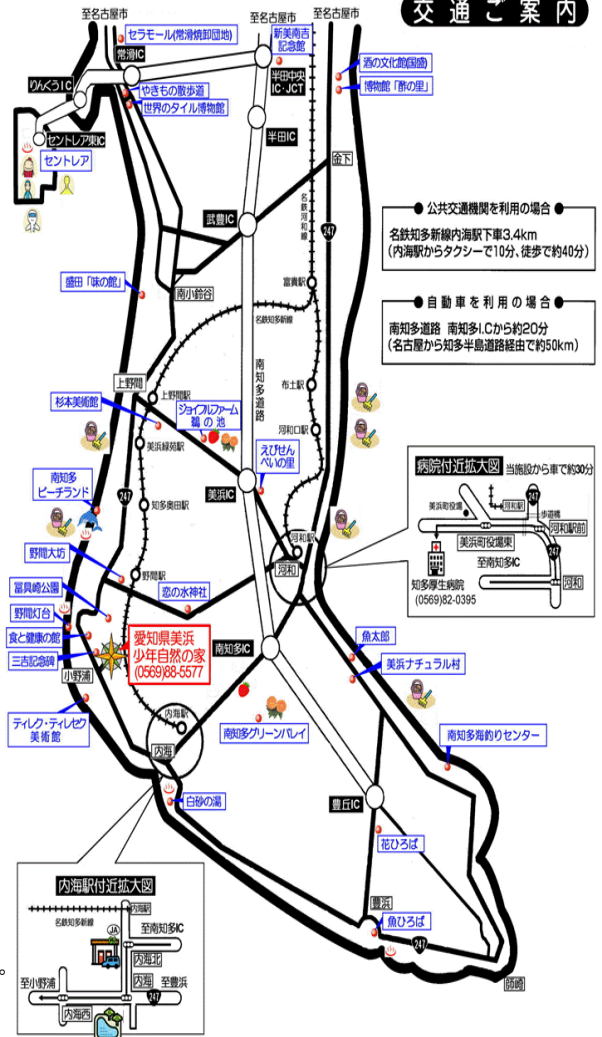 交通ご案内
至名古屋市
至名古屋市
至名古屋市
セラモール(常滑焼卸団地)
常滑IC
新美南吉
記念館
半田中央
IC・JCT
酒の文化館(国盛)
博物館「酢の里」
りんくうIC
やきもの散歩道
世界のタイル博物館
セントレア東IC
セントレア
半田IC
金下
名鉄河和線
247
武豊IC
●公共交通機関を利用の場合●
名鉄知多新線内海駅下車3.4km
(内海駅からタクシーで10分、徒歩で約40分)
盛田「味の館」
南小鈴谷
富貴駅
名鉄知多新線
●自動車を利用の場合●
南知多道路 南知多I.Cから約20分
(名古屋から知多半島道路経由で約50km)
南知多道路
上野間
上野間駅
布土駅
杉本美術館
ジョイフルファーム
鵜の池
河和口駅
美浜緑苑駅
えびせん
べいの里
南知多
ビーチランド
247
知多奥田駅
美浜IC
病院付近拡大図
当施設から車で約30分
美浜町役場
河和駅
247
歩道橋
河和駅前
美浜町役場東
至南知多IC
247
河和
知多厚生病院
(0569)82-0395
野間大坊
野間駅
河和駅
河和
冨具崎公園
恋の水神社
野間灯台
食と健康の館
三吉記念碑
愛知県美浜
少年自然の家
(0569)88-5577
南知多IC
魚太郎
美浜ナチュラル村
小野浦
ティレク・ティレセク
美術館
内海駅
内海
南知多グリーンバレイ
南知多海釣りセンター
白砂の湯
豊丘IC
花ひろば
豊浜
魚ひろば
247
師崎
内海駅付近拡大図
内海駅
名鉄知多新線
JA
至南知多IC
内海北
至小野浦
内海
至豊浜
247
内海西
。